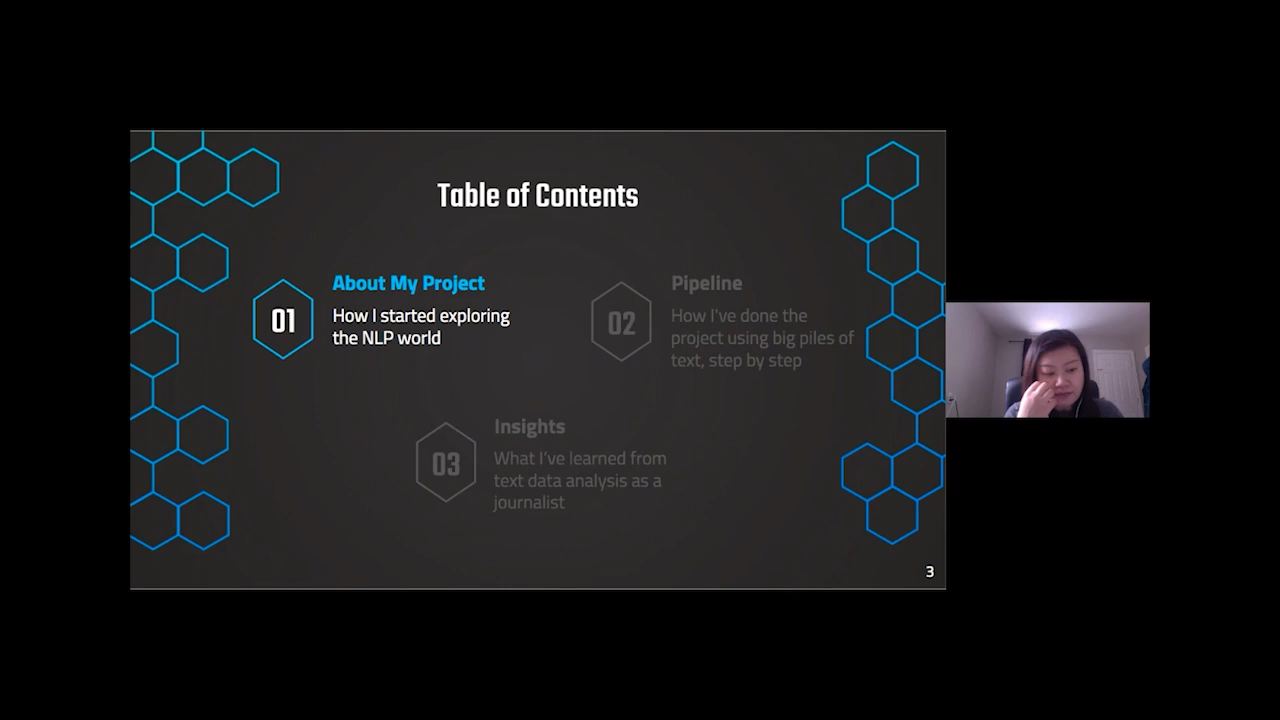 Table of Contents
01
About My Project
How I started exploring
the NLP world
02
Pipeline
How I've done the
project using big piles of
text, step by step
03
Insights
What I've learned from
text data analysis as a
journalist
3